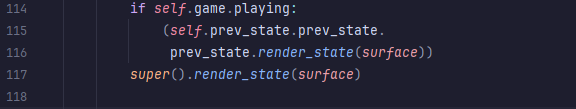 114 if self.game.playing:
115 (self.prev_state.prev_state.
116 prev_state.render_state(surface))
117 super().render_state(surface)
118